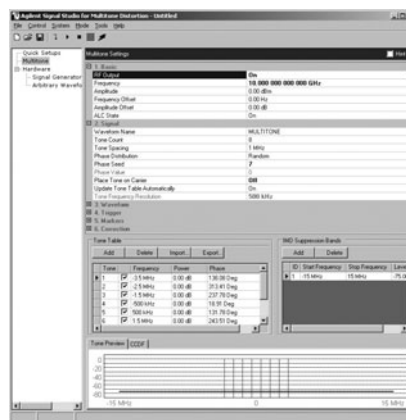 Agilent Signal Studio for Multitone Distortion - Untitled
File Control System Mode Tools Help
Quick Setups
Multitone
Hardware
Signal Generator
Arbitrary Wavefo
Multitone Settings
1. Basic
RF Output On
Frequency 10.000 000 000 000 GHz
Amplitude 0.00 dBm
Frequency Offset 0.00 Hz
Amplitude Offset 0.00 dB
ALC State On
2. Signal
Waveform Name MULTITONE
Tone Count 8
Tone Spacing 1 MHz
Phase Distribution Random
Phase Seed 7
Phase Value 0
Place Tone on Carrier Off
Update Tone Table Automatically On
Tone Frequency Resolution 500 kHz
3. Waveform
4. Trigger
5. Markers
6. Correction
Tone Table
Add Delete Import... Export...
Tone Frequency Power Phase
1 -3.5 MHz 0.00 dB 136.08 Deg
2 -2.5 MHz 0.00 dB 313.41 Deg
3 -1.5 MHz 0.00 dB 237.78 Deg
4 -500 kHz 0.00 dB 18.91 Deg
5 500 kHz 0.00 dB 131.78 Deg
6 1.5 MHz 0.00 dB 243.51 Deg
IMD Suppression Bands
Add Delete
ID Start Frequency Stop Frequency Leve
1 -15 MHz 15 MHz -75.0
Tone Preview CCDF
0
-20
-40
-60
-80
-15 MHz 0 15 MHz